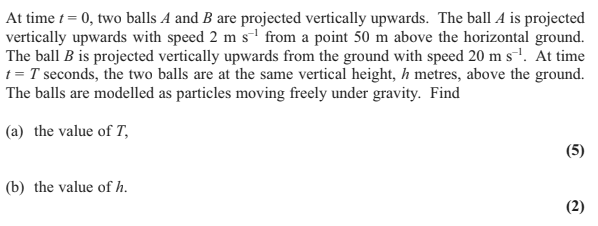 At time t = 0, two balls A and B are projected vertically upwards. The ball A is projected
vertically upwards with speed 2 m s⁻¹ from a point 50 m above the horizontal ground.
The ball B is projected vertically upwards from the ground with speed 20 m s⁻¹. At time
t = T seconds, the two balls are at the same vertical height, h metres, above the ground.
The balls are modelled as particles moving freely under gravity. Find
(a) the value of T,
(5)
(b) the value of h.
(2)